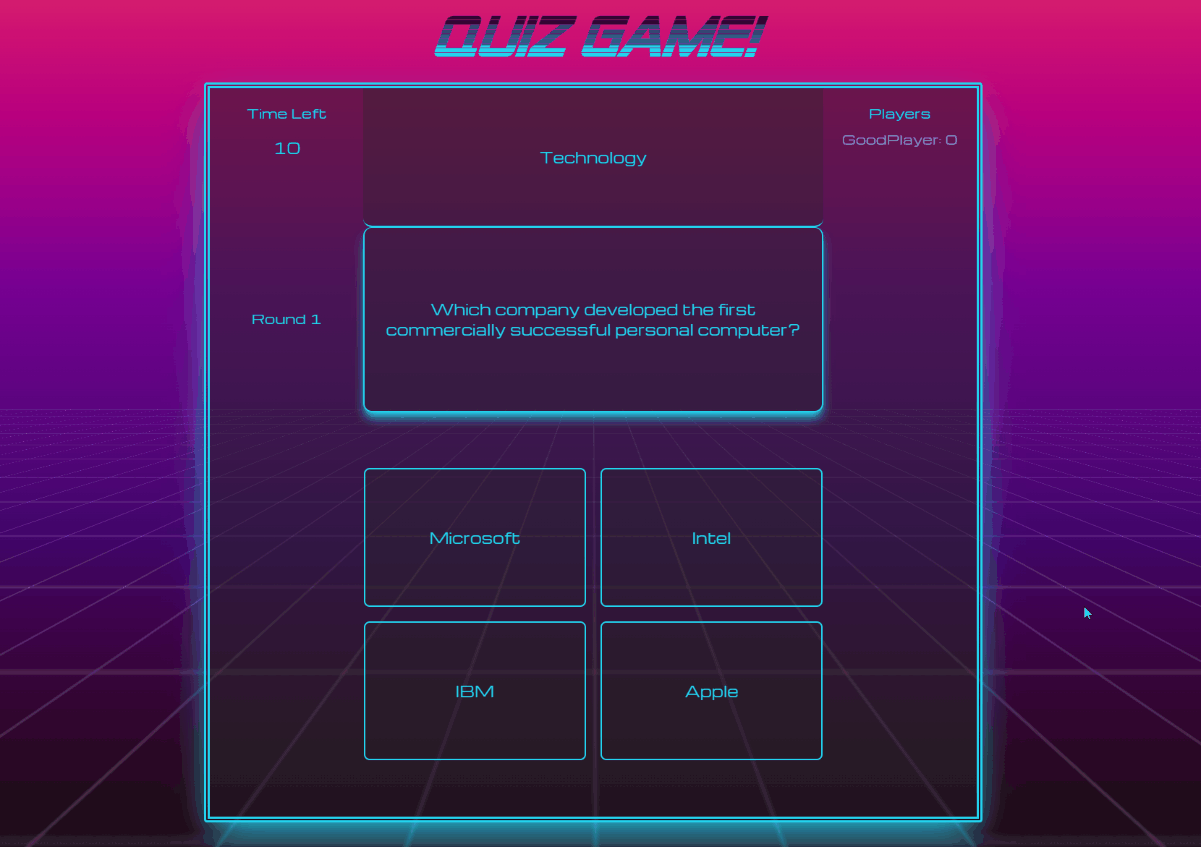 QUIZ GAME!
Time Left
10
Technology
Players
GoodPlayer: 0
Round 1
Which company developed the first
commercially successful personal computer?
Microsoft
Intel
IBM
Apple